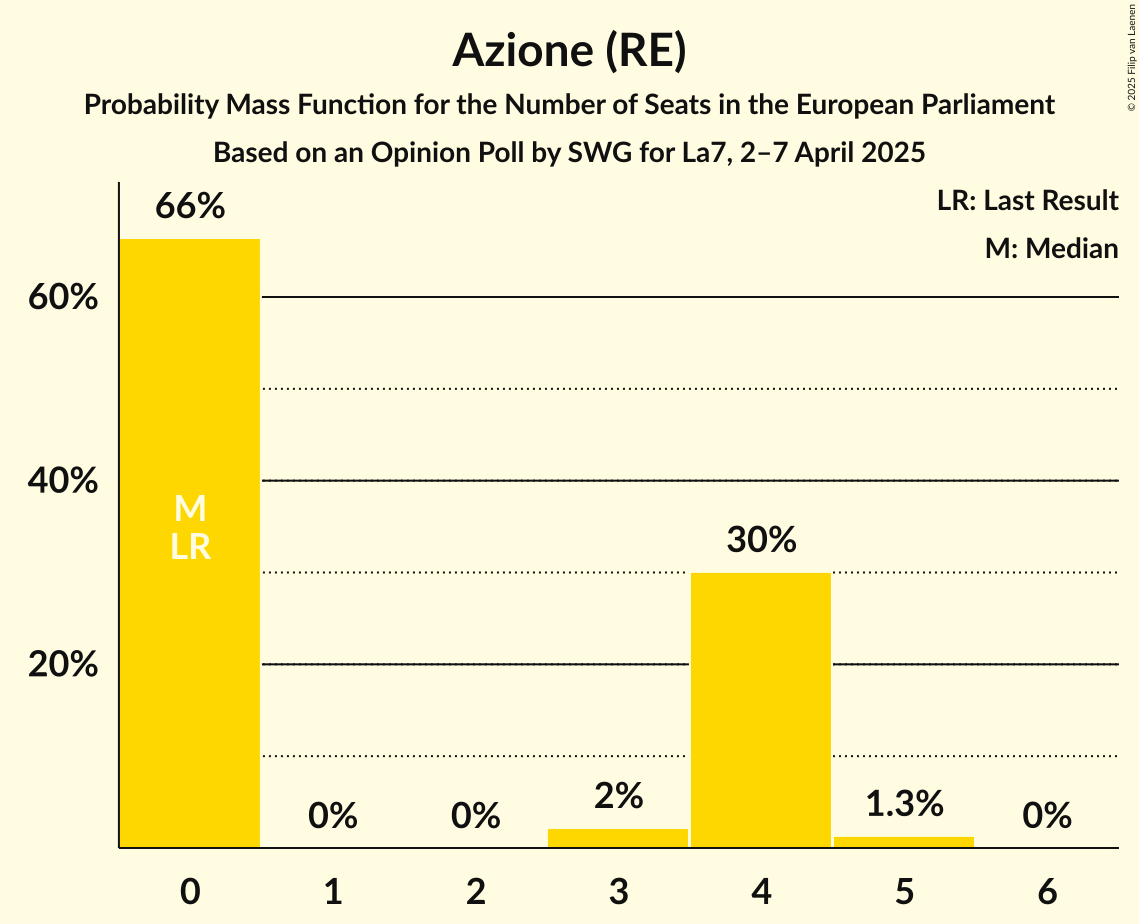 Azione (RE)
Probability Mass Function for the Number of Seats in the European Parliament
Based on an Opinion Poll by SWG for La7, 2–7 April 2025
© 2025 Filip van Laenen
LR: Last Result
M: Median
66%
60%
40%
20%
M
LR
0%
0%
2%
30%
1.3%
0%
0
1
2
3
4
5
6